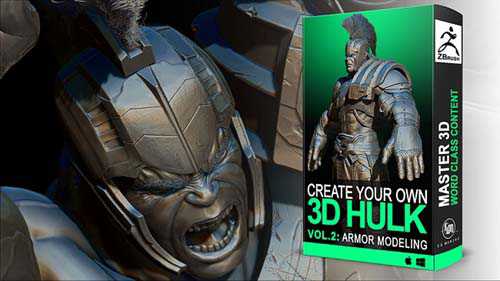 ZBRUSH
CREATE YOUR OWN
3D HULK
VOL.2: ARMOR MODELING
MASTER 3D
WORD CLASS CONTENT